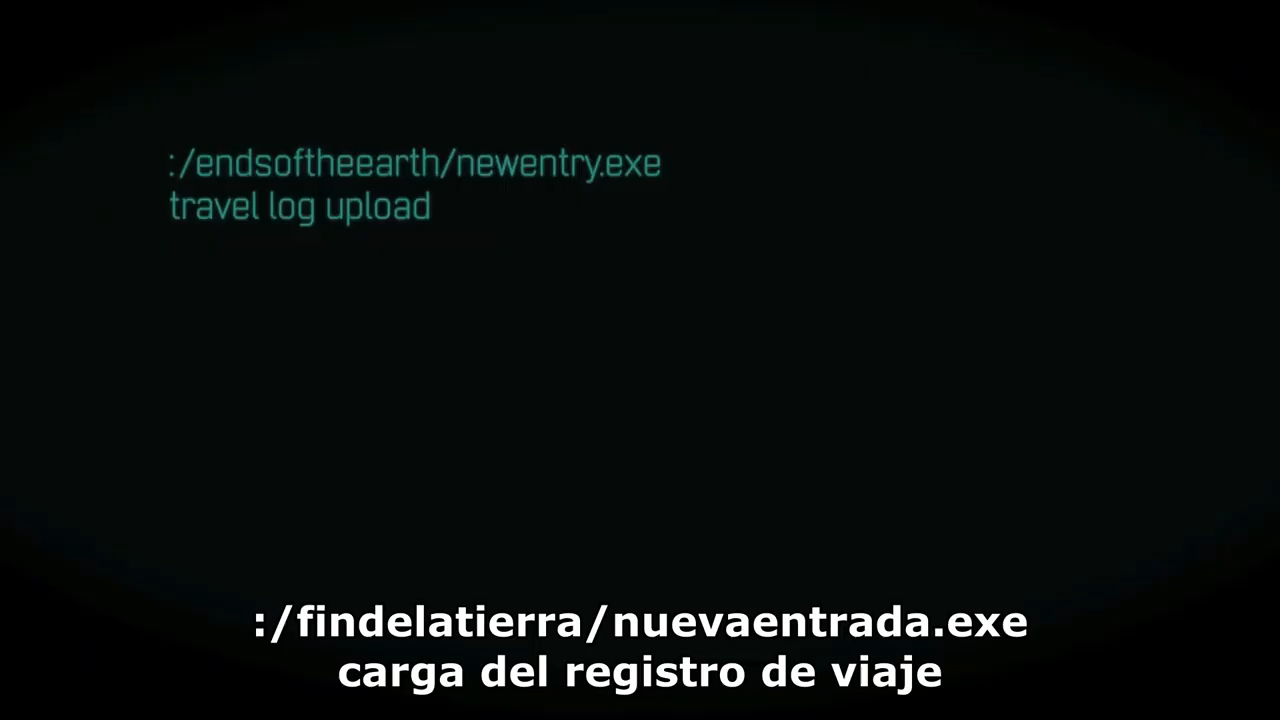 :/endsoftheearth/newentry.exe
travel log upload
:/findelatierra/nuevaentrada.exe
carga del registro de viaje